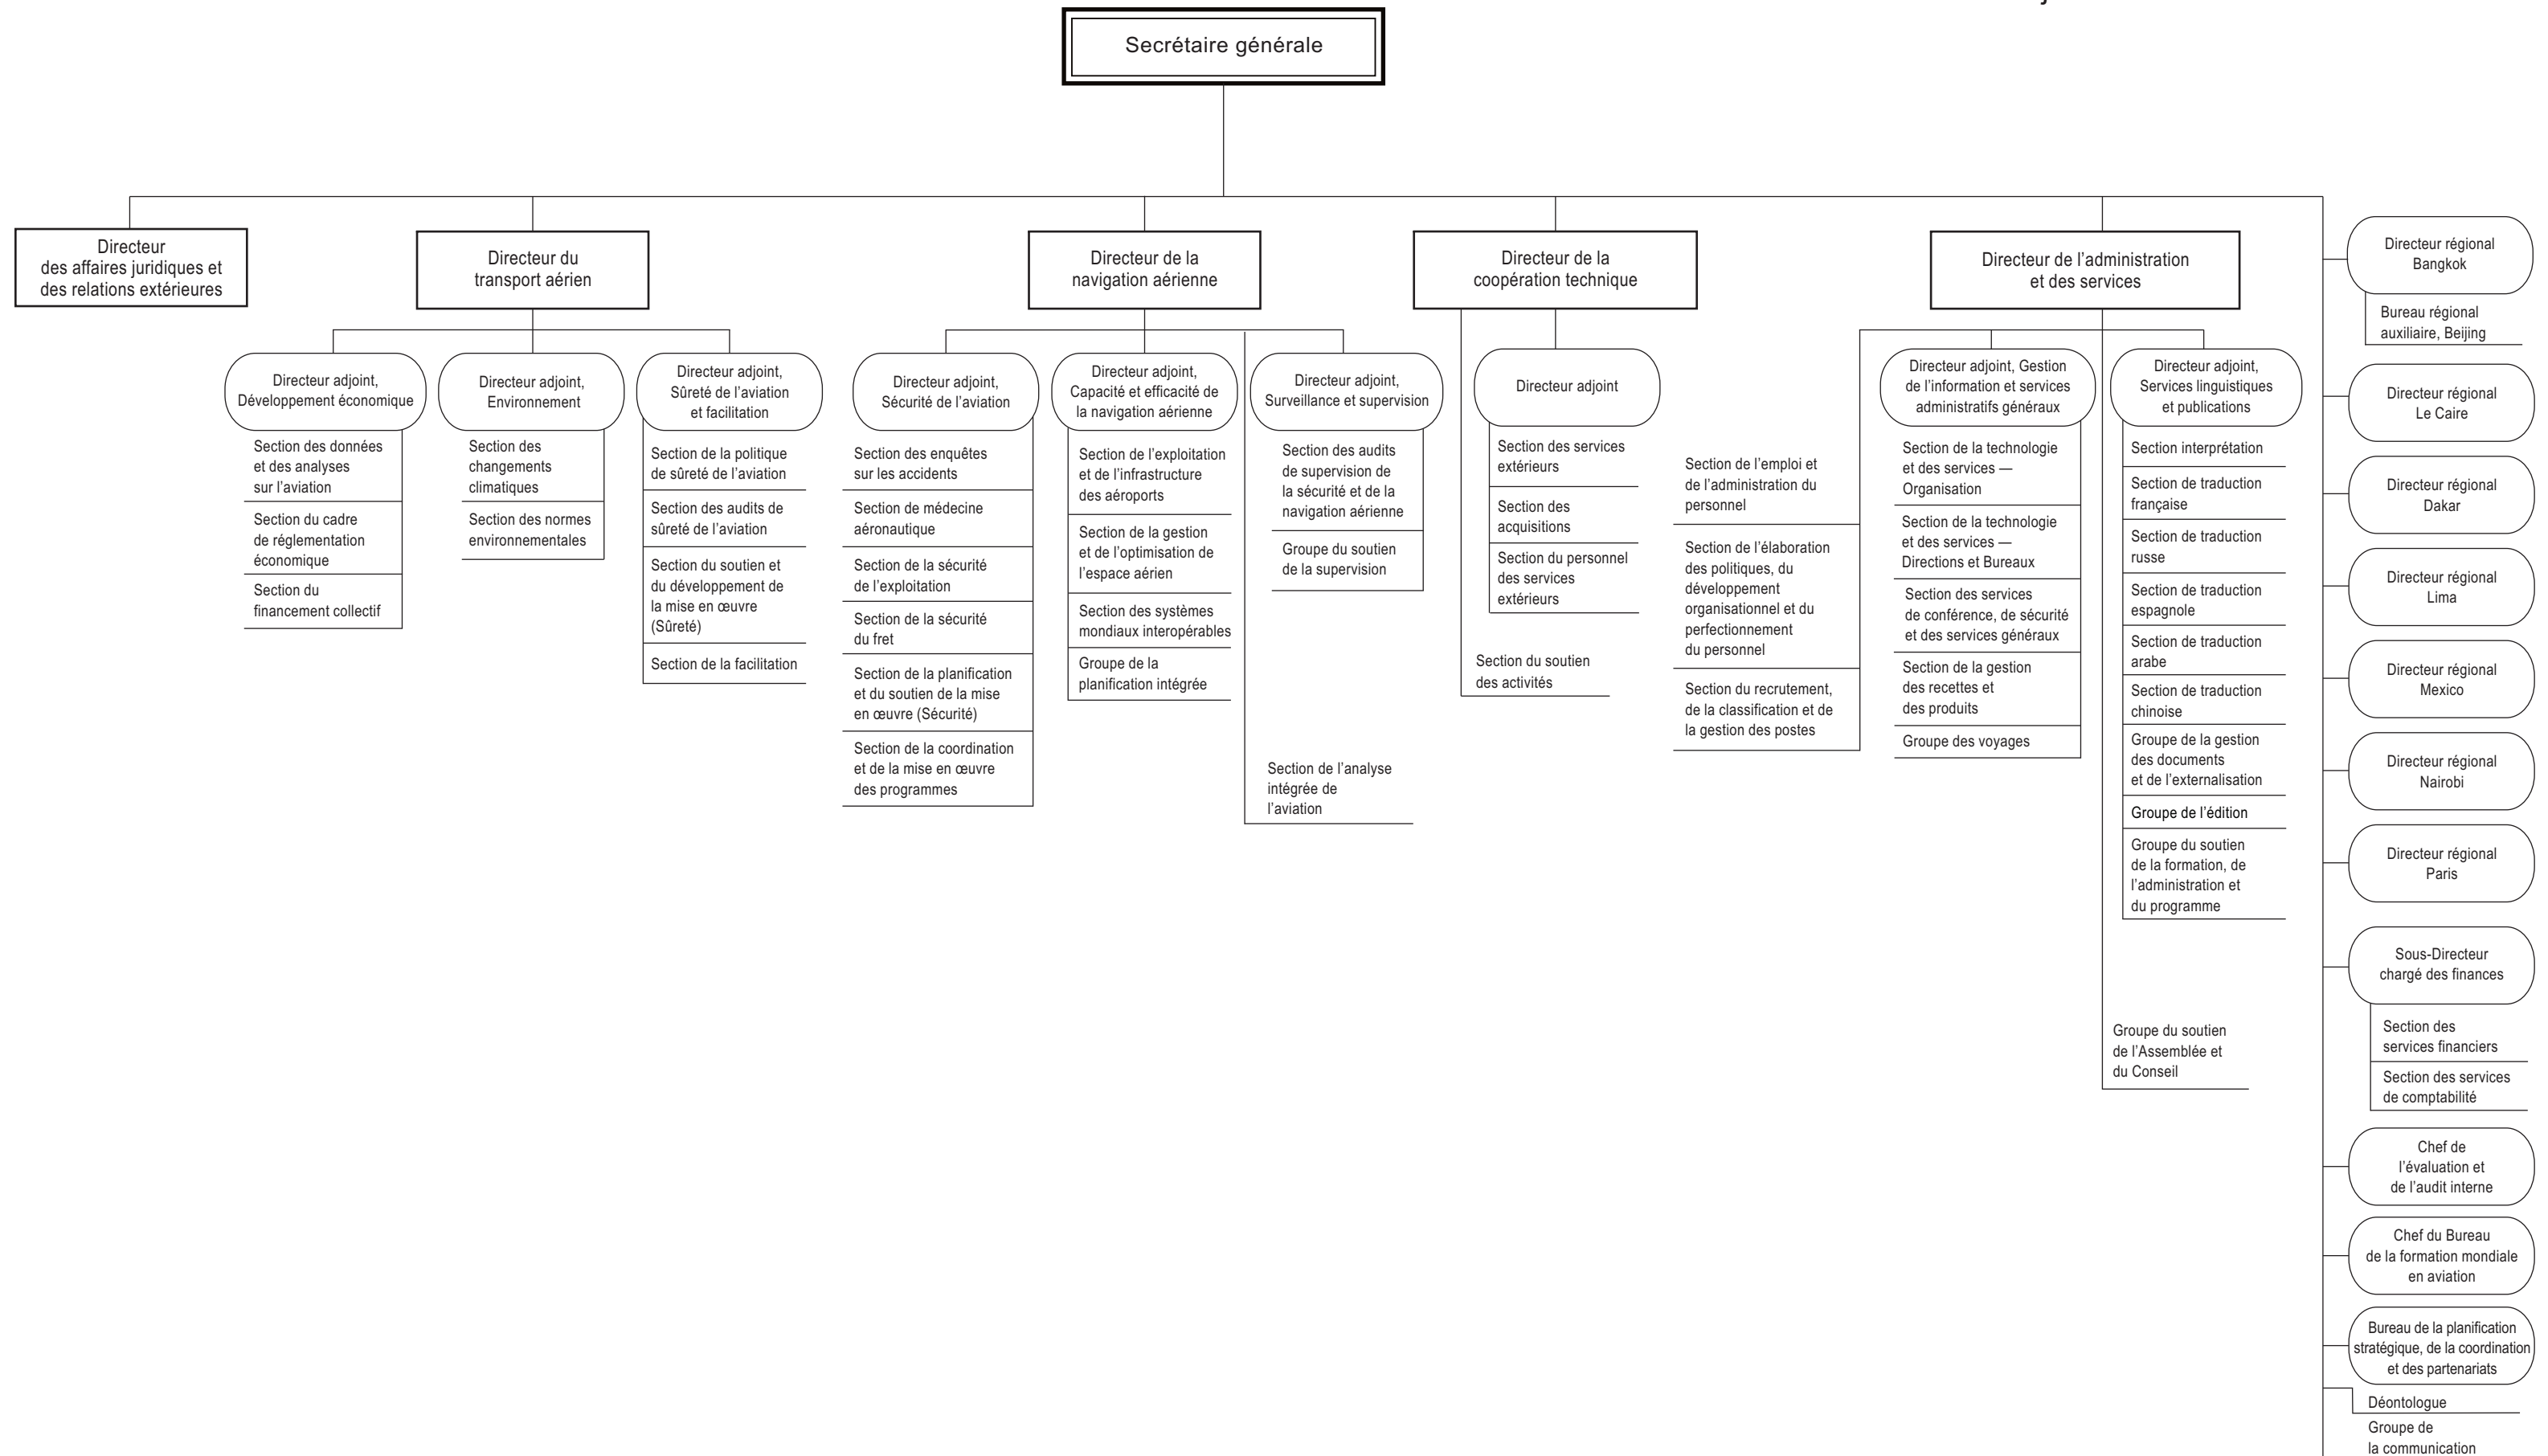 Secrétaire générale
Directeur
des affaires juridiques et
des relations extérieures
Directeur du
transport aérien
Directeur adjoint,
Développement économique
Section des données
et des analyses
sur l’aviation
Section du cadre
de réglementation
économique
Section du
financement collectif
Directeur adjoint,
Environnement
Section des
changements
climatiques
Section des normes
environnementales
Directeur adjoint,
Sûreté de l’aviation
et facilitation
Section de la politique
de sûreté de l’aviation
Section des audits de
sûreté de l’aviation
Section du soutien et
du développement de
la mise en œuvre
(Sûreté)
Section de la facilitation
Directeur de la
navigation aérienne
Directeur adjoint,
Sécurité de l’aviation
Section des enquêtes
sur les accidents
Section de médecine
aéronautique
Section de la sécurité
de l’exploitation
Section de la sécurité
du fret
Section de la planification
et du soutien de la mise
en œuvre (Sécurité)
Section de la coordination
et de la mise en œuvre
des programmes
Directeur adjoint,
Capacité et efficacité de
la navigation aérienne
Section de l’exploitation
et de l’infrastructure
des aéroports
Section de la gestion
et de l’optimisation de
l’espace aérien
Section des systèmes
mondiaux interopérables
Groupe de la
planification intégrée
Directeur adjoint,
Surveillance et supervision
Section des audits
de supervision de
la sécurité et de la
navigation aérienne
Groupe du soutien
de la supervision
Section de l’analyse
intégrée de
l’aviation
Directeur de la
coopération technique
Directeur adjoint
Section des services
extérieurs
Section des
acquisitions
Section du personnel
des services
extérieurs
Section du soutien
des activités
Directeur de l’administration
et des services
Section de l’emploi et
de l’administration du
personnel
Section de l’élaboration
des politiques, du
développement
organisationnel et du
perfectionnement
du personnel
Section du recrutement,
de la classification et de
la gestion des postes
Directeur adjoint, Gestion
de l’information et services
administratifs généraux
Section de la technologie
et des services —
Organisation
Section de la technologie
et des services —
Directions et Bureaux
Section des services
de conférence, de sécurité
et des services généraux
Section de la gestion
des recettes et
des produits
Groupe des voyages
Directeur adjoint,
Services linguistiques
et publications
Section interprétation
Section de traduction
française
Section de traduction
russe
Section de traduction
espagnole
Section de traduction
arabe
Section de traduction
chinoise
Groupe de la gestion
des documents
et de l’externalisation
Groupe de l’édition
Groupe du soutien
de la formation, de
l’administration et
du programme
Groupe du soutien
de l’Assemblée et
du Conseil
Directeur régional
Bangkok
Bureau régional
auxiliaire, Beijing
Directeur régional
Le Caire
Directeur régional
Dakar
Directeur régional
Lima
Directeur régional
Mexico
Directeur régional
Nairobi
Directeur régional
Paris
Sous-Directeur
chargé des finances
Section des
services financiers
Section des services
de comptabilité
Chef de
l’évaluation et
de l’audit interne
Chef du Bureau
de la formation mondiale
en aviation
Bureau de la planification
stratégique, de la coordination
et des partenariats
Déontologue
Groupe de
la communication